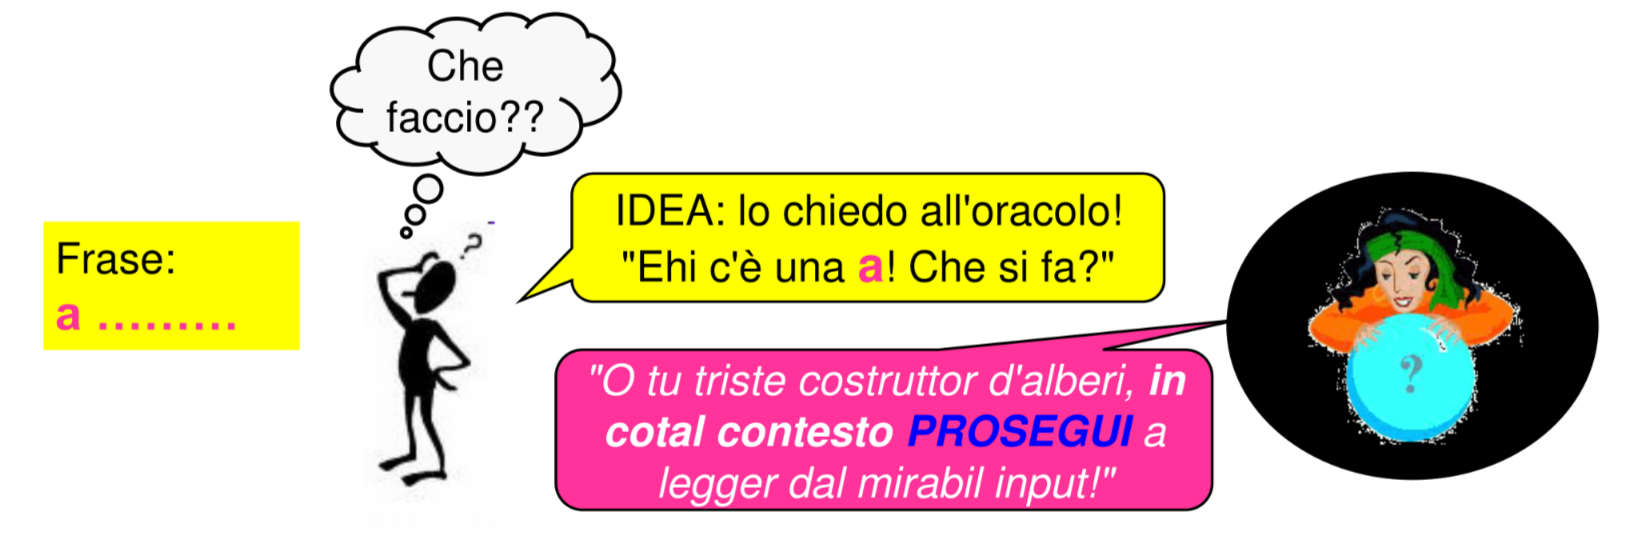 Che
faccio??
?
IDEA: lo chiedo all'oracolo!
"Ehi c'è una a! Che si fa?"
Frase:
a .........
"O tu triste costruttor d'alberi, in
cotal contesto PROSEGUI a
legger dal mirabil input!"
?